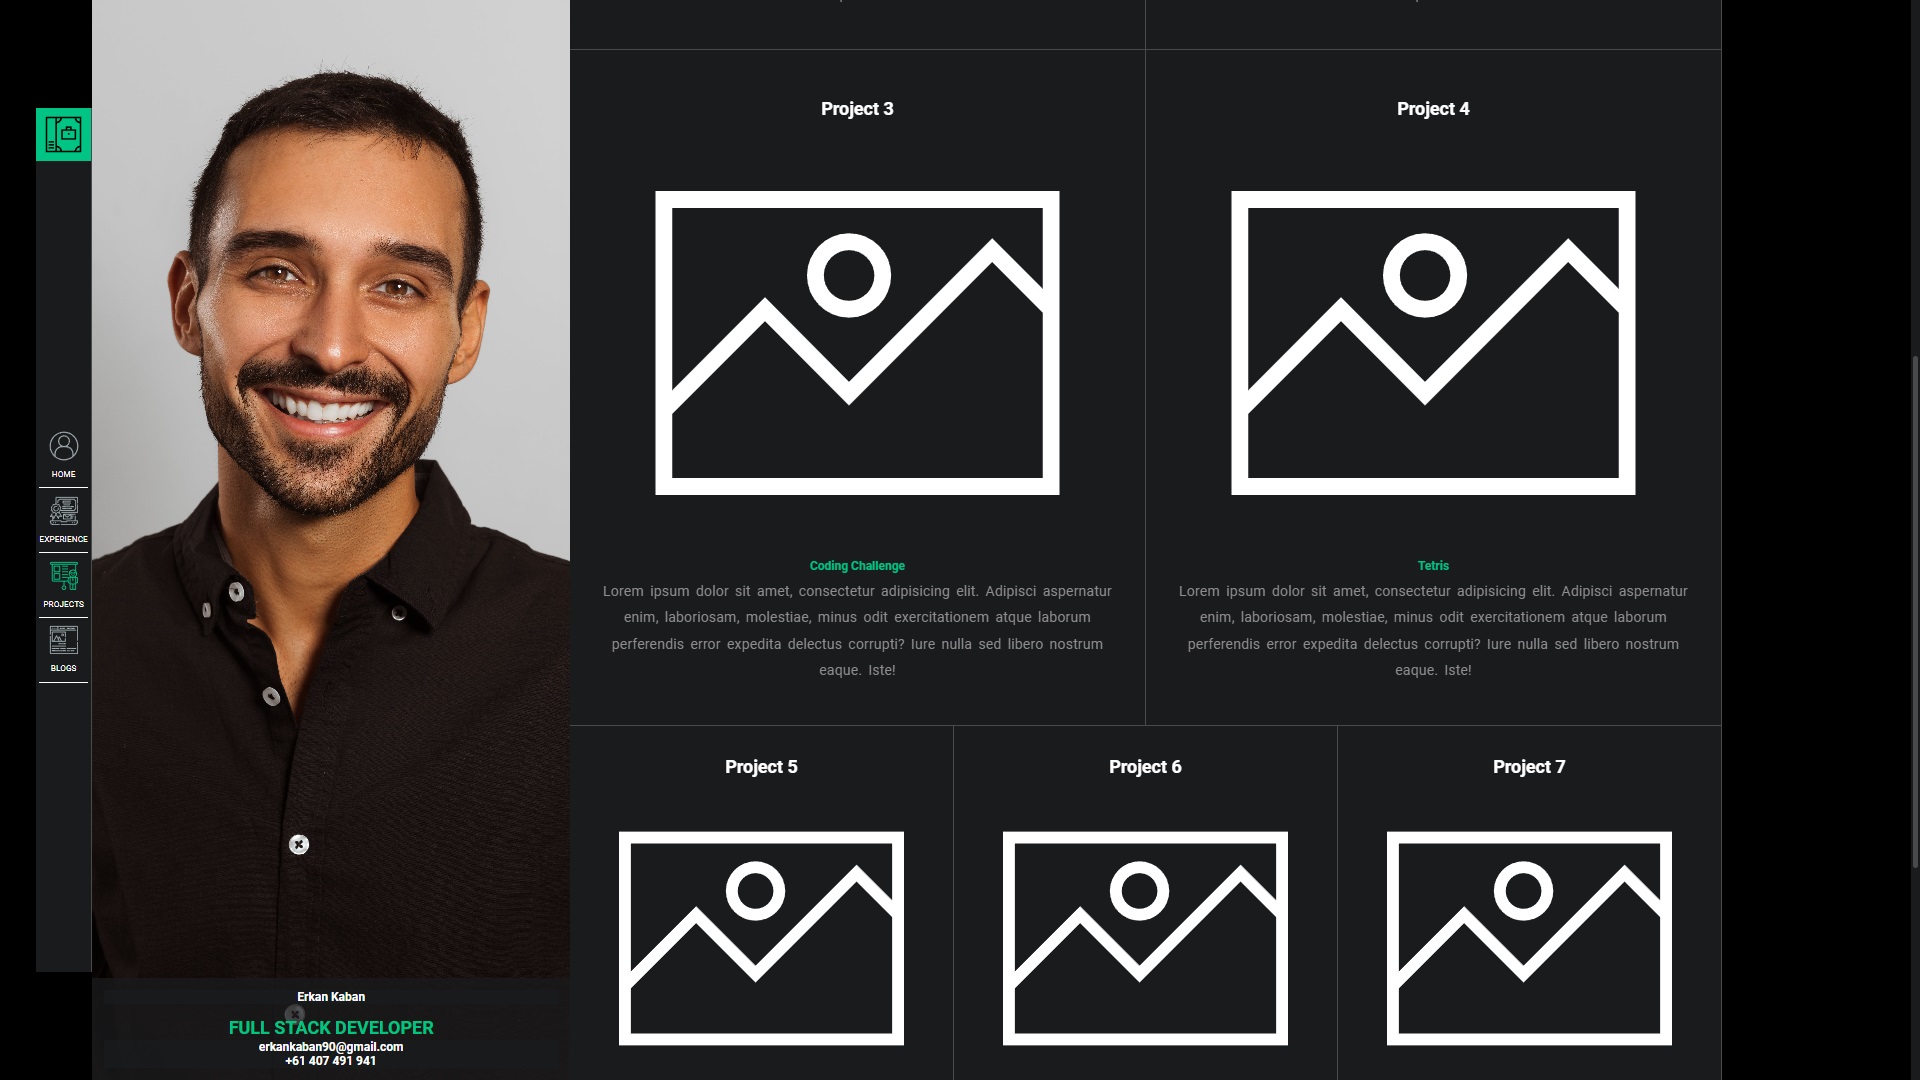 HOME
EXPERIENCE
PROJECTS
BLOGS
Erkan Kaban
FULL STACK DEVELOPER
erkankaban90@gmail.com
+61 407 491 941
Project 3
Coding Challenge
Lorem ipsum dolor sit amet, consectetur adipisicing elit. Adipisci aspernatur
enim, laboriosam, molestiae, minus odit exercitationem atque laborum
perferendis error expedita delectus corrupti? Iure nulla sed libero nostrum
eaque. Iste!
Project 4
Tetris
Lorem ipsum dolor sit amet, consectetur adipisicing elit. Adipisci aspernatur
enim, laboriosam, molestiae, minus odit exercitationem atque laborum
perferendis error expedita delectus corrupti? Iure nulla sed libero nostrum
eaque. Iste!
Project 5
Project 6
Project 7